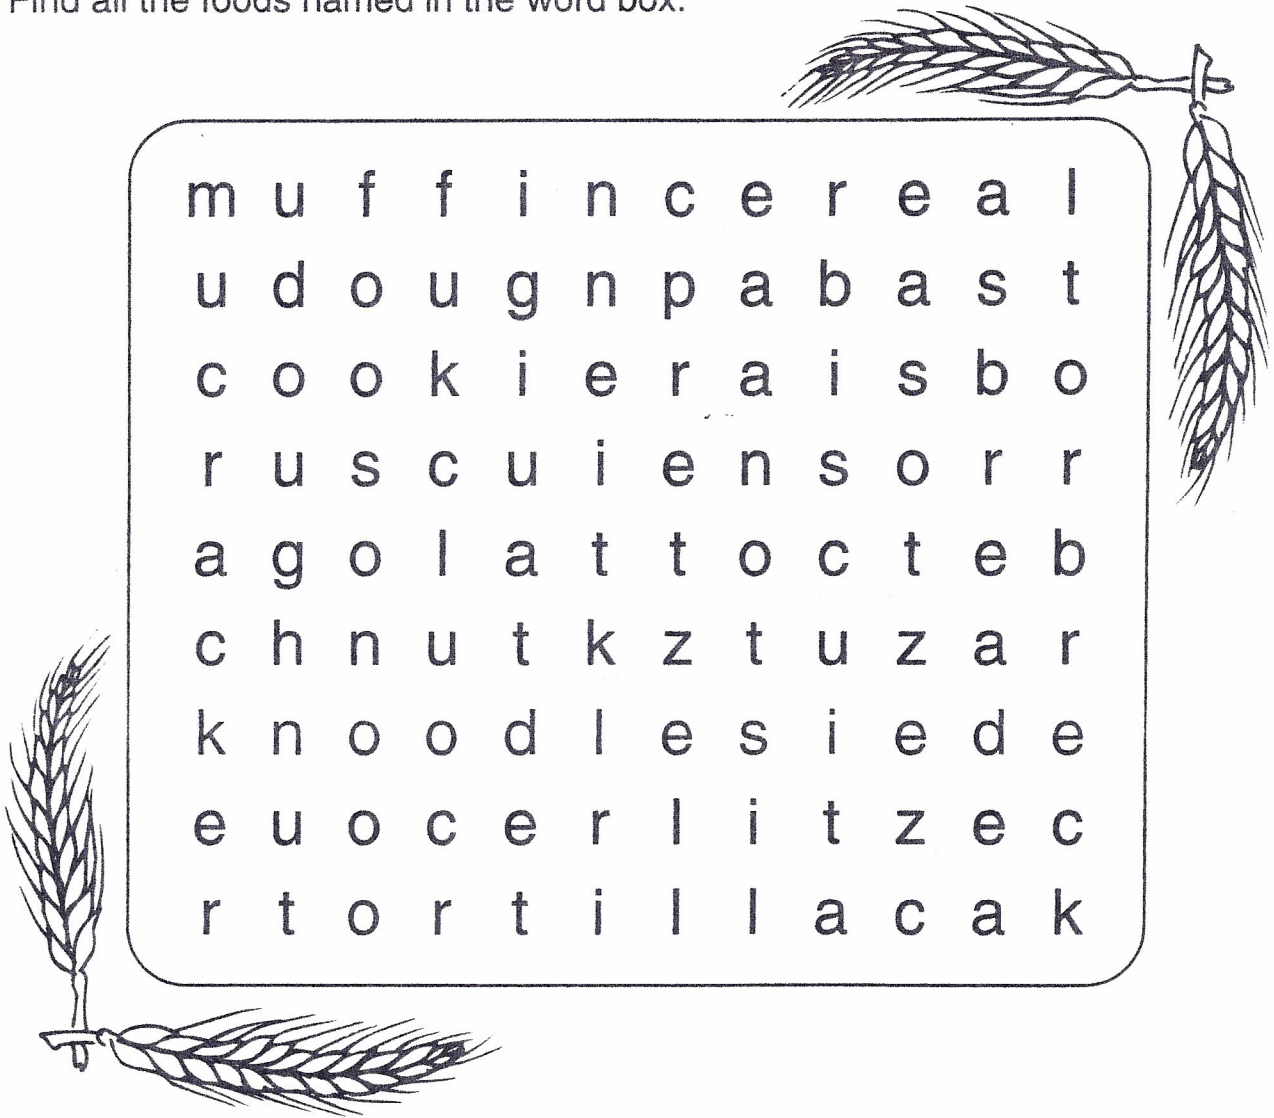 Find all the foods named in the word box.
m u f f i n c e r e a l
u d o u g n p a b a s t
c o o k i e r a i s b o
r u s c u i e n s o r r
a g o l a t t o c t e b
c h n u t k z t u z a r
k n o o d l e s i e d e
e u o c e r l i t z e c
r t o r t i l l a c a k